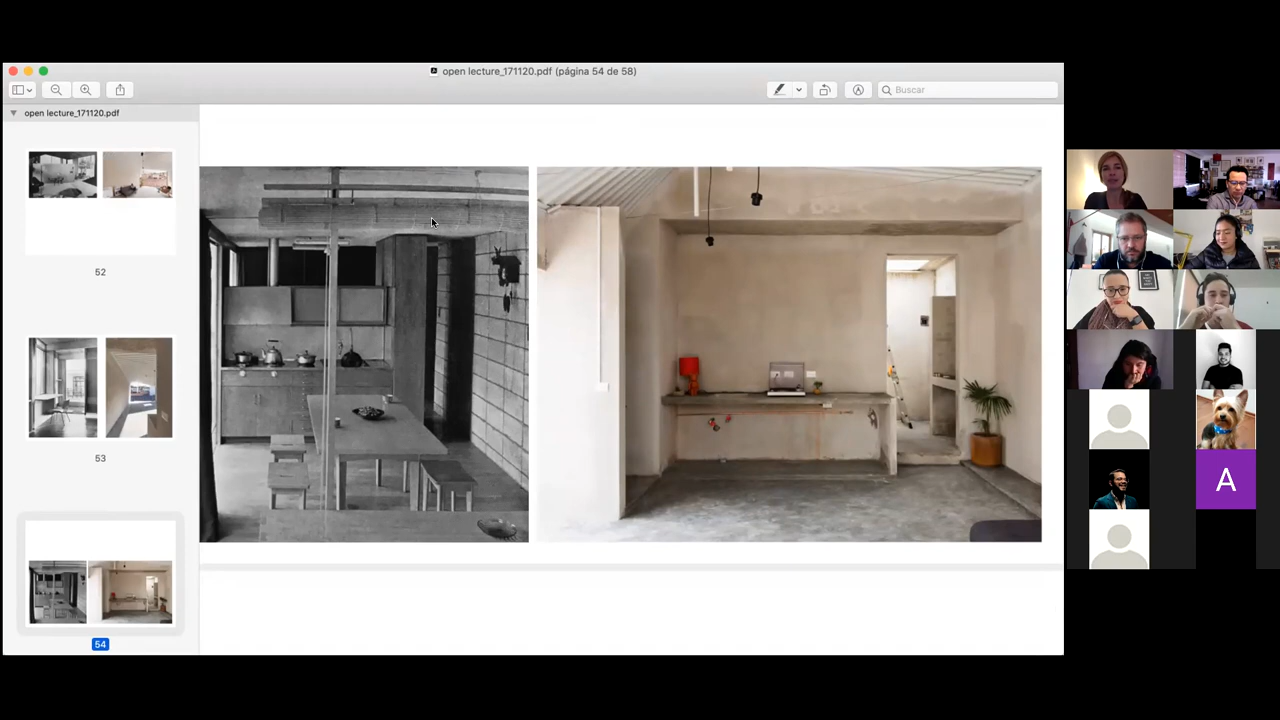 open lecture_171120.pdf (página 54 de 58)
Buscar
open lecture_171120.pdf
52
53
54
A